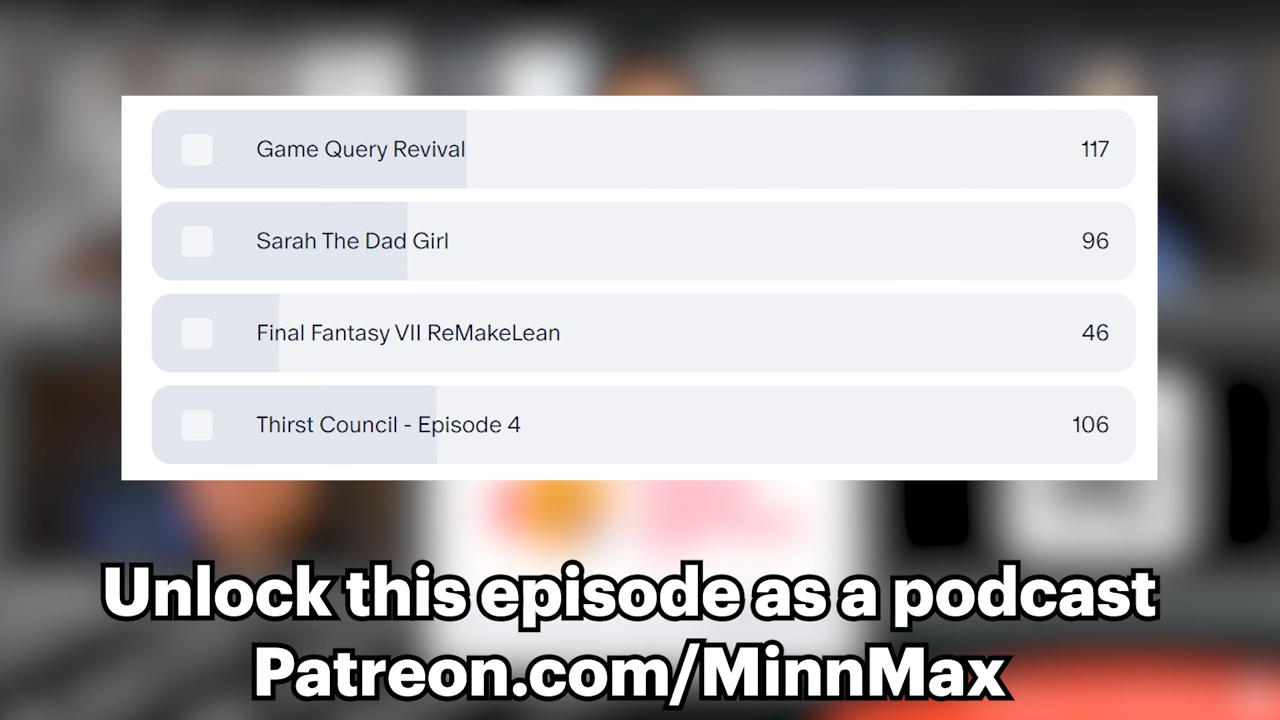 Game Query Revival 117
Sarah The Dad Girl 96
Final Fantasy VII ReMakeLean 46
Thirst Council - Episode 4 106
Unlock this episode as a podcast
Patreon.com/MinnMax